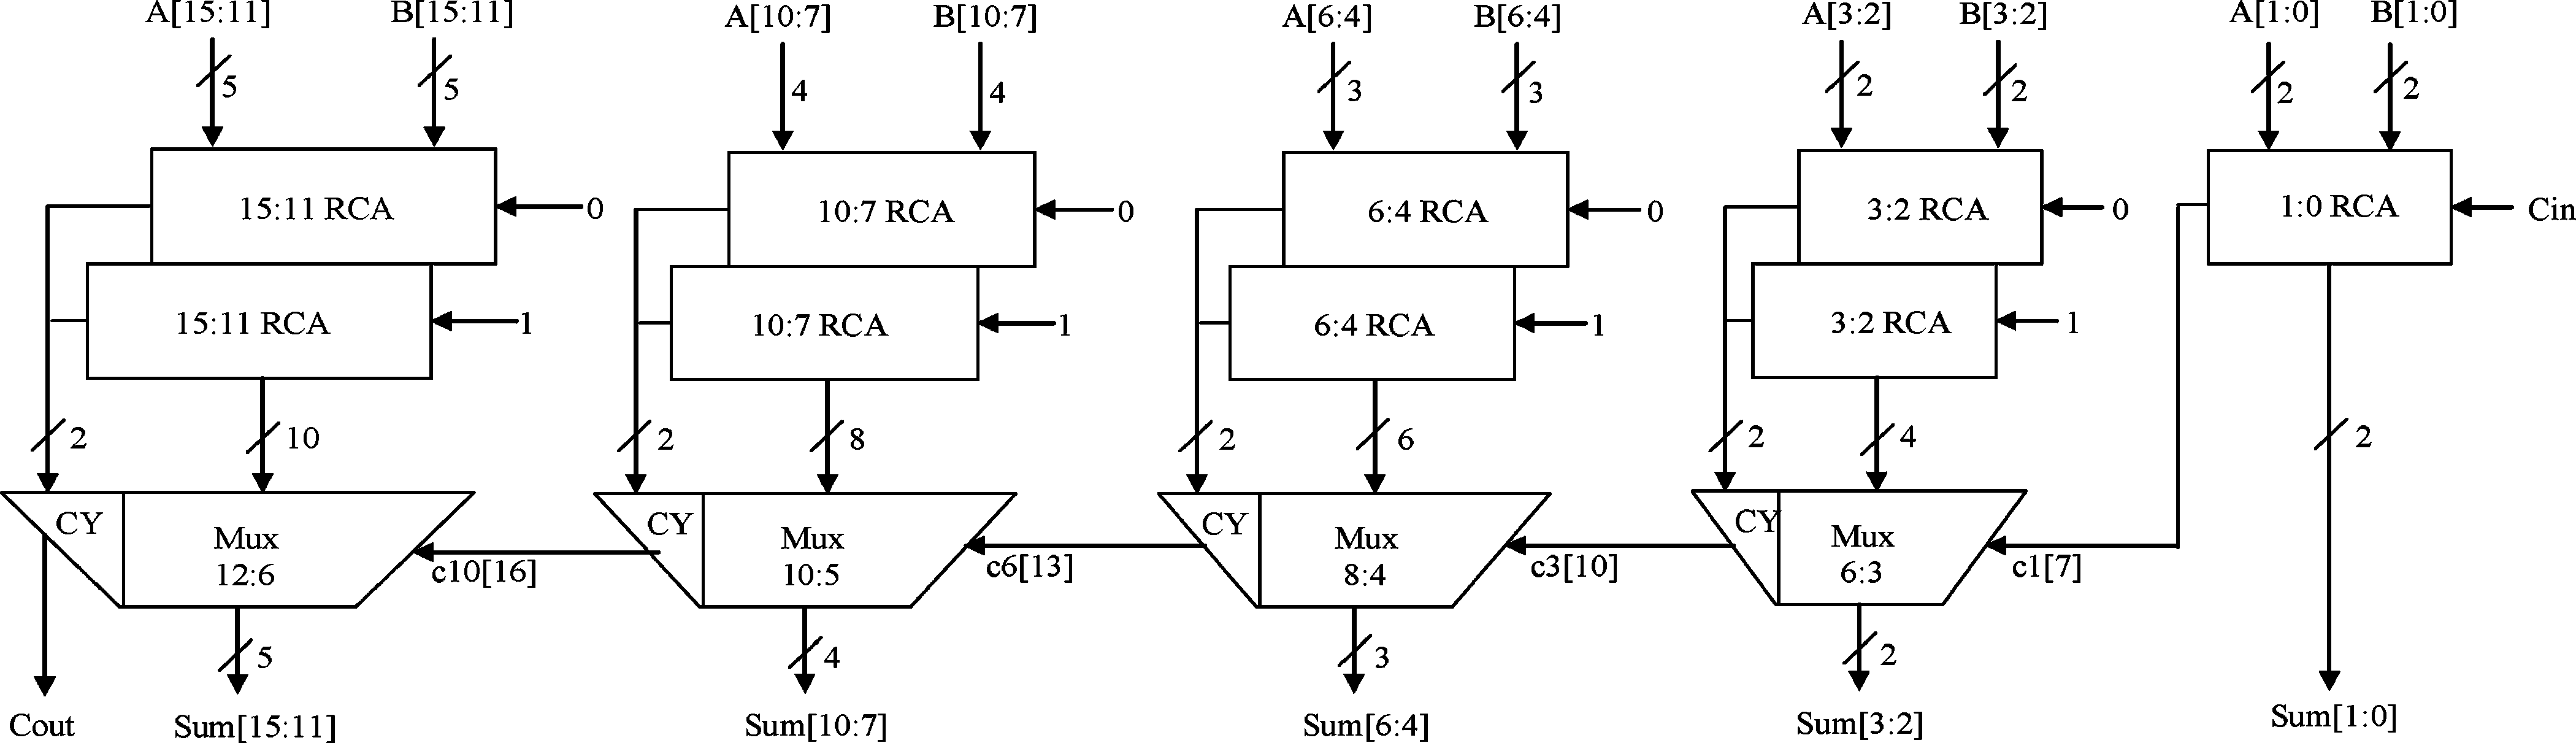 A[15:11] B[15:11] A[10:7] B[10:7] A[6:4] B[6:4] A[3:2] B[3:2] A[1:0] B[1:0]
5 5 4 4 3 3 2 2 2 2
15:11 RCA 0 10:7 RCA 0 6:4 RCA 0 3:2 RCA 0 1:0 RCA Cin
15:11 RCA 1 10:7 RCA 1 6:4 RCA 1 3:2 RCA 1
2 10 2 8 2 6 2 4 2
CY Mux c10[16] CY Mux c6[13] CY Mux c3[10] CY Mux c1[7]
12:6 10:5 8:4 6:3
5 4 3 2
Cout Sum[15:11] Sum[10:7] Sum[6:4] Sum[3:2] Sum[1:0]